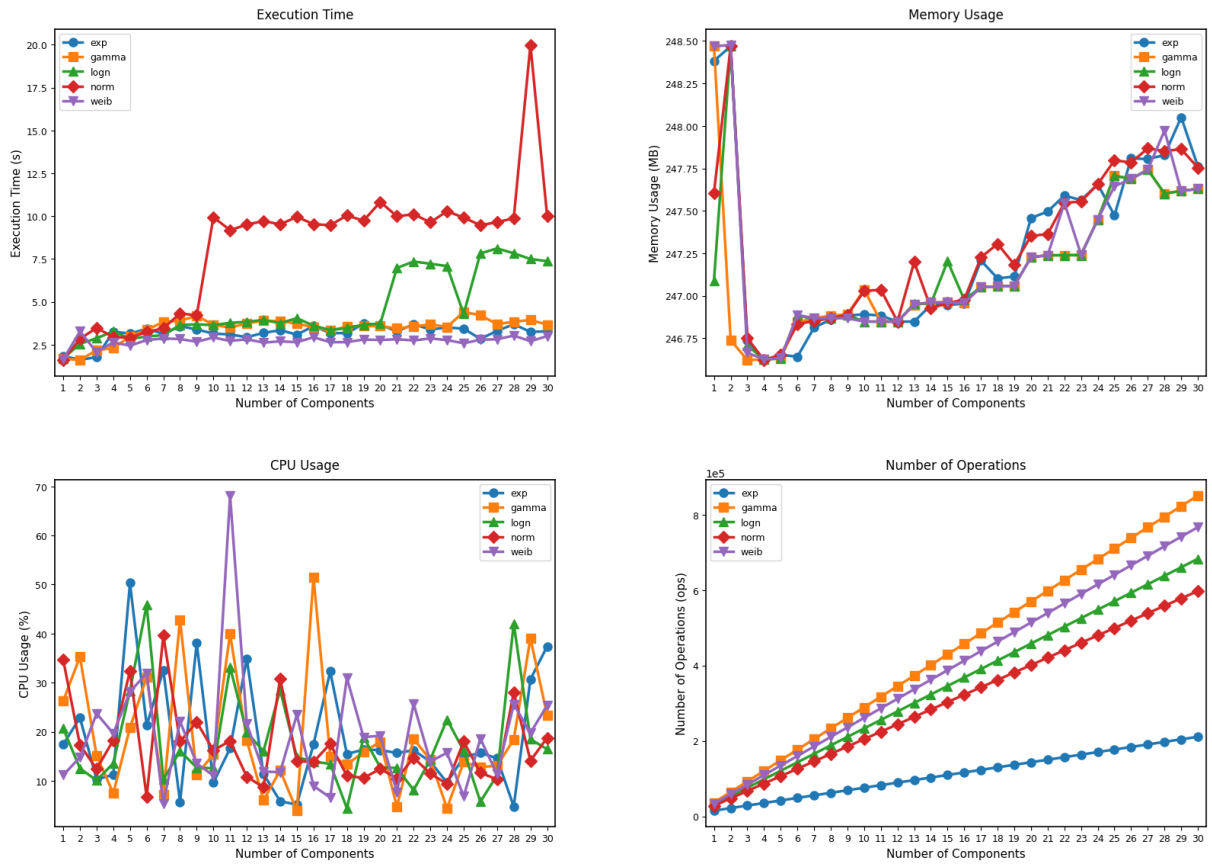 Execution Time
Execution Time (s)
20.0
17.5
15.0
12.5
10.0
7.5
5.0
2.5
exp
gamma
logn
norm
weib
1 2 3 4 5 6 7 8 9 10 11 12 13 14 15 16 17 18 19 20 21 22 23 24 25 26 27 28 29 30
Number of Components
Memory Usage
Memory Usage (MB)
248.50
248.25
248.00
247.75
247.50
247.25
247.00
246.75
exp
gamma
logn
norm
weib
1 2 3 4 5 6 7 8 9 10 11 12 13 14 15 16 17 18 19 20 21 22 23 24 25 26 27 28 29 30
Number of Components
CPU Usage
CPU Usage (%)
70
60
50
40
30
20
10
exp
gamma
logn
norm
weib
1 2 3 4 5 6 7 8 9 10 11 12 13 14 15 16 17 18 19 20 21 22 23 24 25 26 27 28 29 30
Number of Components
Number of Operations
1e5
Number of Operations (ops)
8
6
4
2
0
exp
gamma
logn
norm
weib
1 2 3 4 5 6 7 8 9 10 11 12 13 14 15 16 17 18 19 20 21 22 23 24 25 26 27 28 29 30
Number of Components